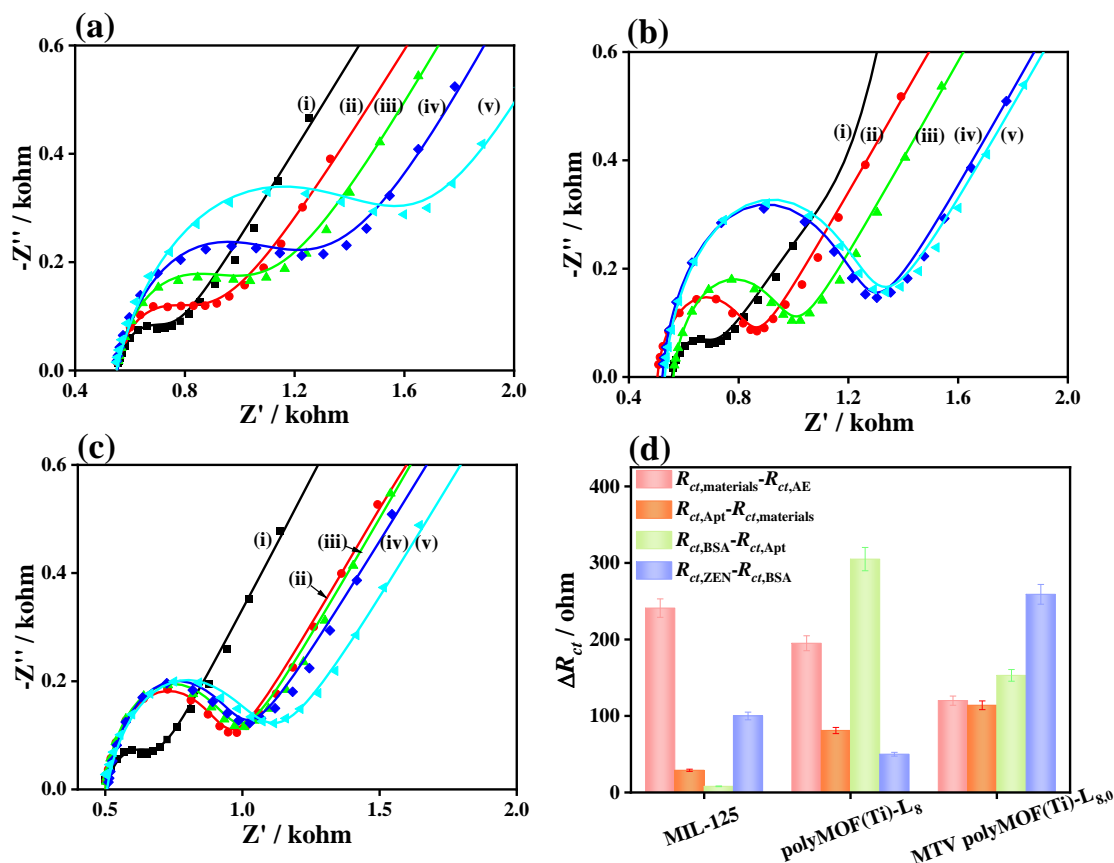 (a)
0.6
0.4
0.2
0.0
-Z'' / kohm
(i)
(ii)
(iii)
(iv)
(v)
0.4
0.8
1.2
1.6
2.0
Z' / kohm
(b)
0.6
0.4
0.2
0.0
-Z'' / kohm
(i)
(ii)
(iii)
(iv)
(v)
0.4
0.8
1.2
1.6
2.0
Z' / kohm
(c)
0.6
0.4
0.2
0.0
-Z'' / kohm
(i)
(iii)
(ii)
(iv)
(v)
0.5
1.0
1.5
2.0
Z' / kohm
(d)
400
300
200
100
0
ΔRct / ohm
Rct,materials-Rct,AE
Rct,Apt-Rct,materials
Rct,BSA-Rct,Apt
Rct,ZEN-Rct,BSA
MIL-125
polyMOF(Ti)-L8
MTV polyMOF(Ti)-L8,0